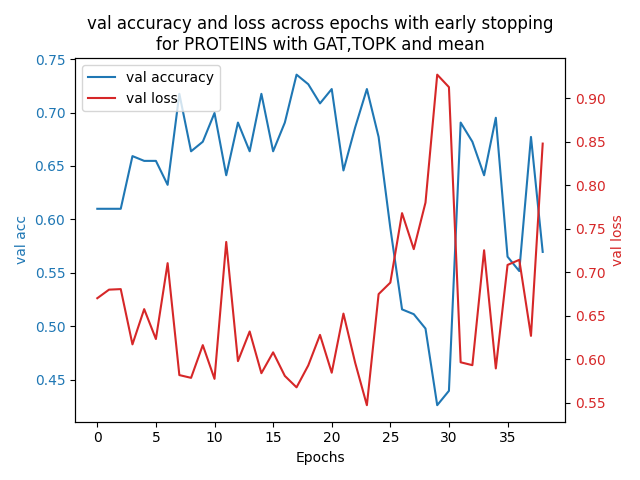 val accuracy and loss across epochs with early stopping
for PROTEINS with GAT,TOPK and mean
val accuracy
val loss
0.75
0.70
0.65
0.60
0.55
0.50
0.45
val acc
0.90
0.85
0.80
0.75
0.70
0.65
0.60
0.55
val loss
0 5 10 15 20 25 30 35
Epochs